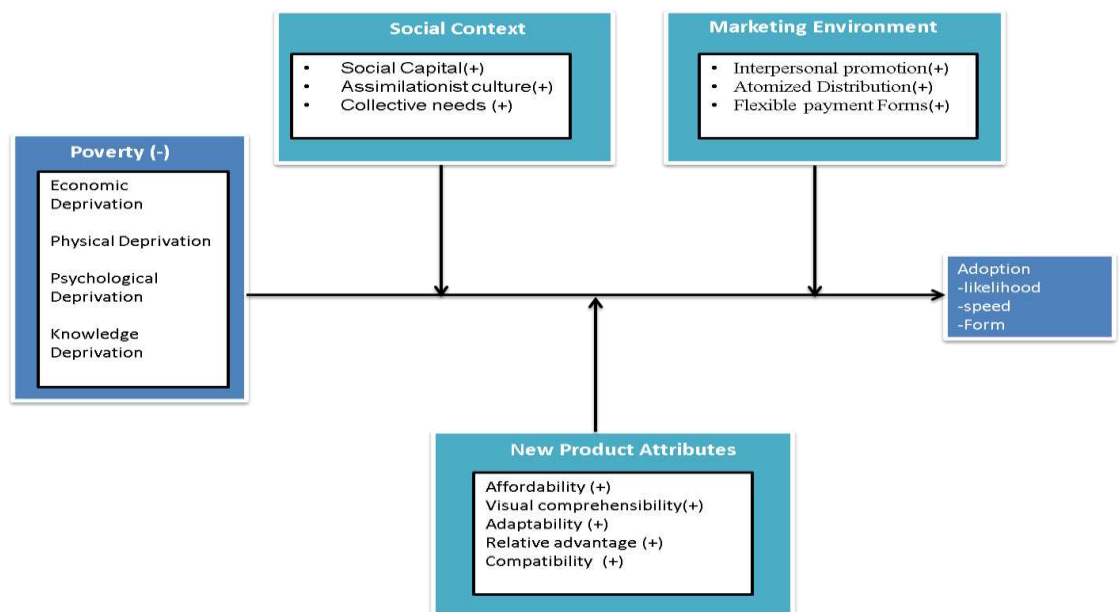 Social Context
• Social Capital(+)
• Assimilationist culture(+)
• Collective needs (+)
Marketing Environment
• Interpersonal promotion(+)
• Atomized Distribution(+)
• Flexible payment Forms(+)
Poverty (-)
Economic
Deprivation
Physical Deprivation
Psychological
Deprivation
Knowledge
Deprivation
Adoption
-likelihood
-speed
-Form
New Product Attributes
Affordability (+)
Visual comprehensibility(+)
Adaptability (+)
Relative advantage (+)
Compatibility (+)